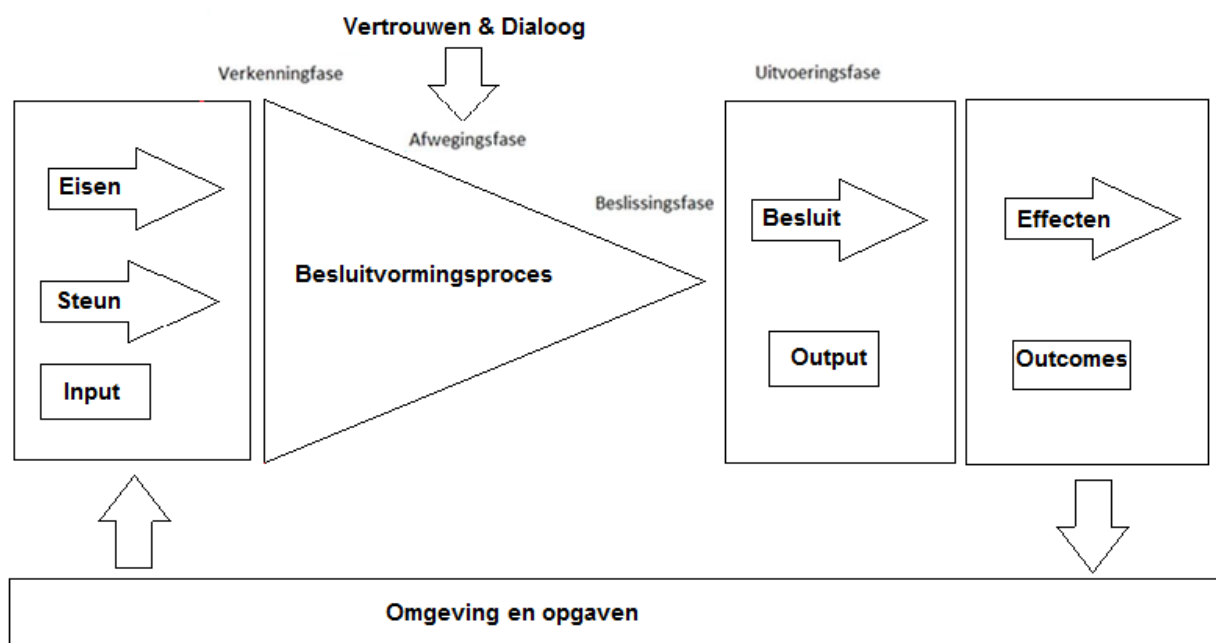 Vertrouwen & Dialoog
Verkenningfase
Uitvoeringsfase
Afwegingsfase
Beslissingsfase
Eisen
Steun
Input
Besluitvormingsproces
Besluit
Output
Effecten
Outcomes
Omgeving en opgaven